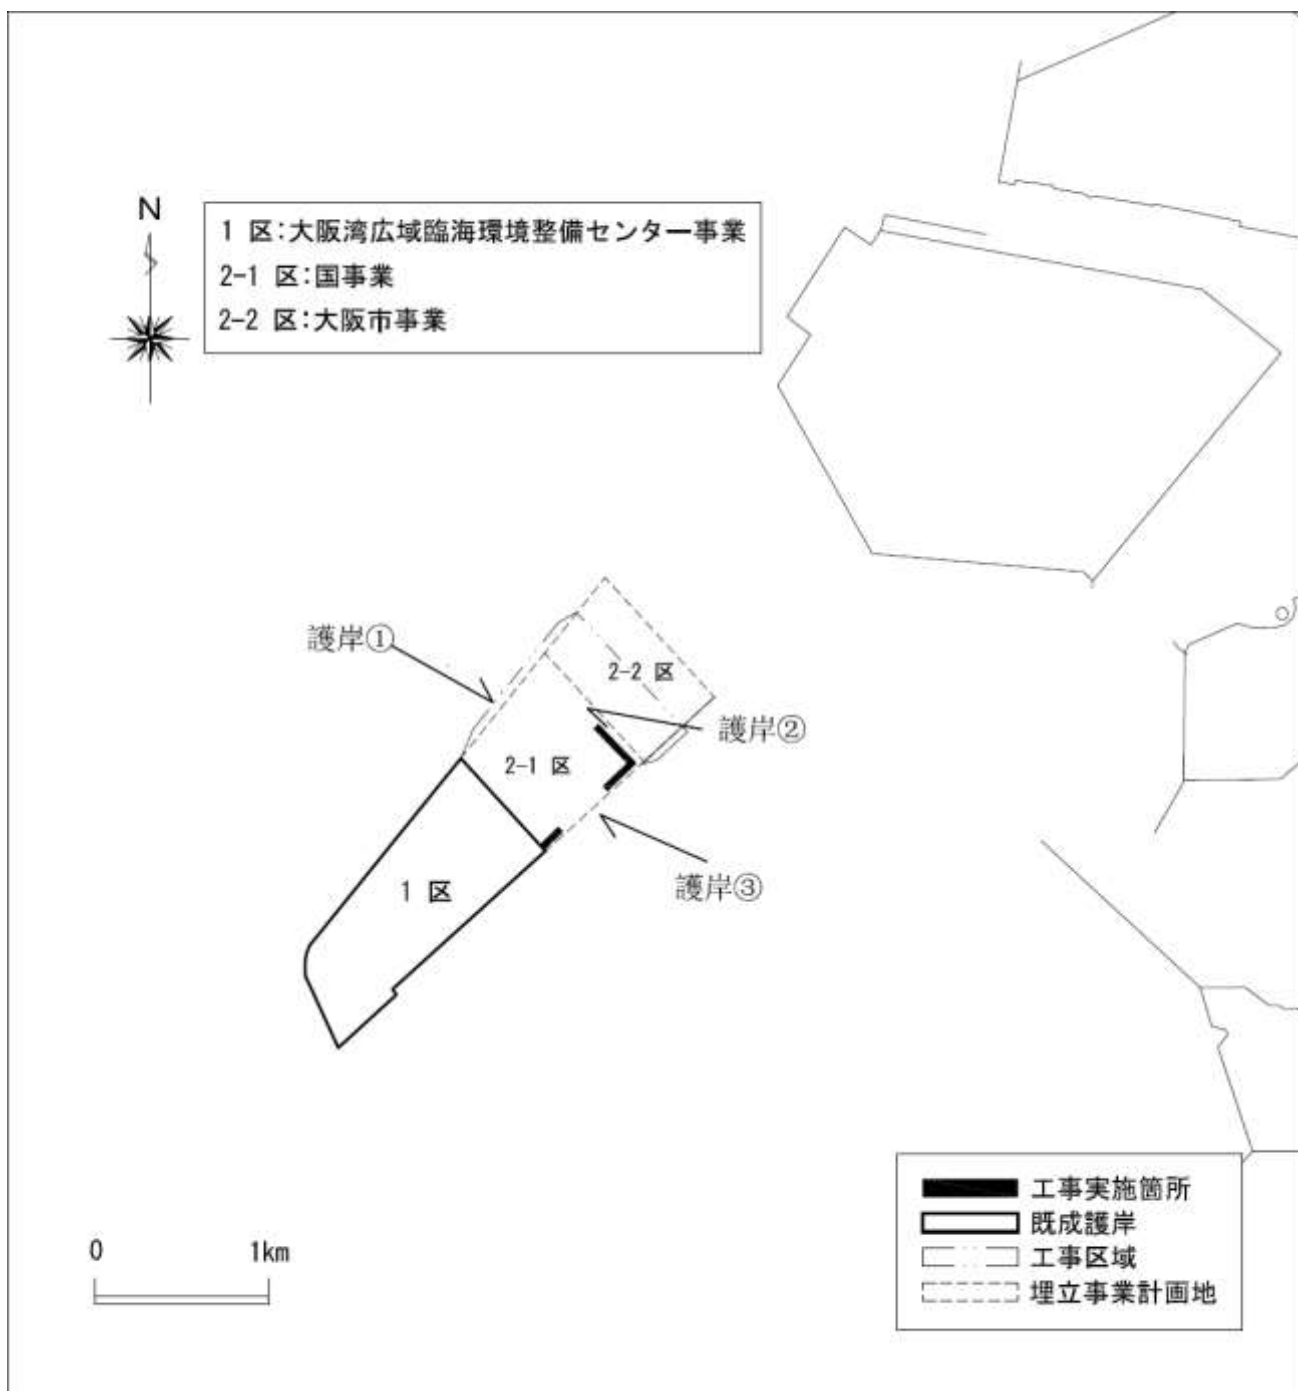 N
1 区:大阪湾広域臨海環境整備センター事業
2-1 区:国事業
2-2 区:大阪市事業
護岸①
2-2 区
護岸②
2-1 区
護岸③
1 区
0 1km
工事実施箇所
既成護岸
工事区域
埋立事業計画地